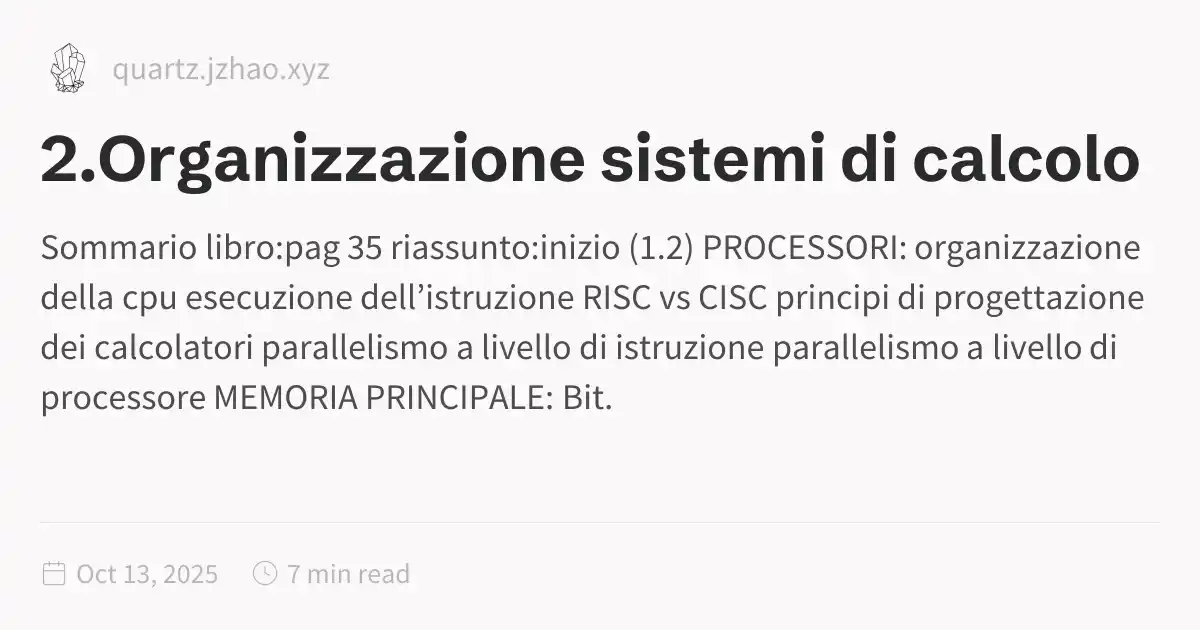 quartz.jzhao.xyz
2.Organizzazione sistemi di calcolo
Sommario libro:pag 35 riassunto:inizio (1.2) PROCESSORI: organizzazione
della cpu esecuzione dell’istruzione RISC vs CISC principi di progettazione
dei calcolatori parallelismo a livello di istruzione parallelismo a livello di
processore MEMORIA PRINCIPALE: Bit.
Oct 13, 2025 7 min read